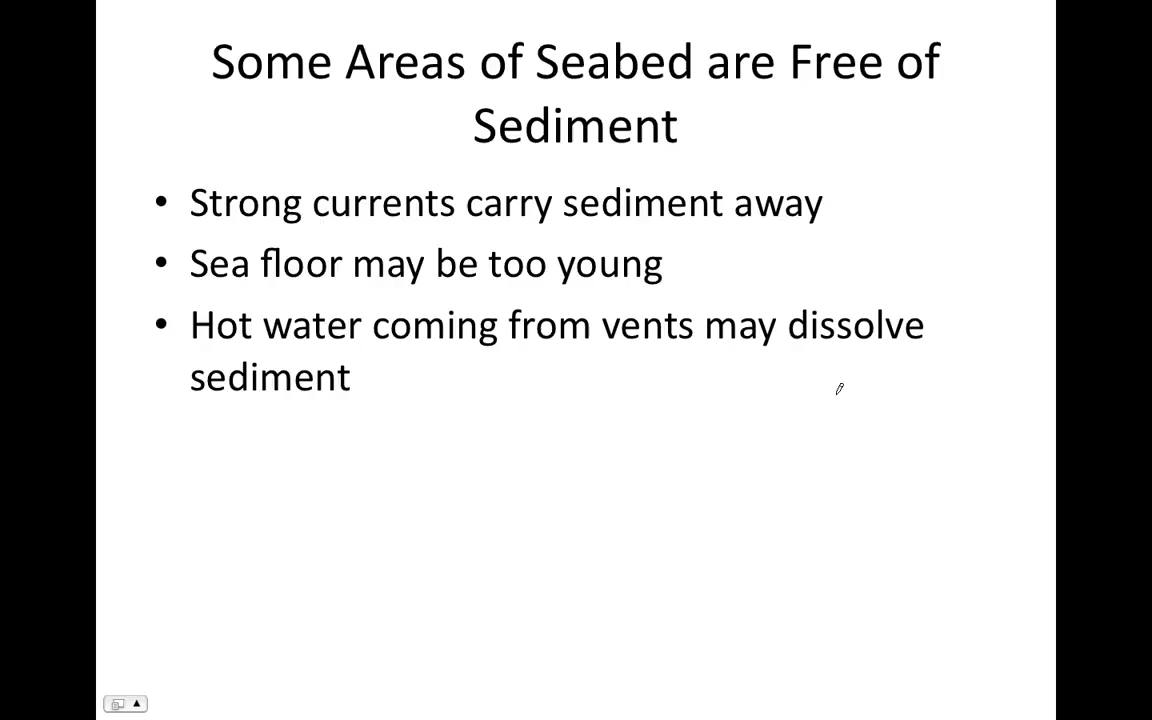 Some Areas of Seabed are Free of
Sediment
• Strong currents carry sediment away
• Sea floor may be too young
• Hot water coming from vents may dissolve
sediment